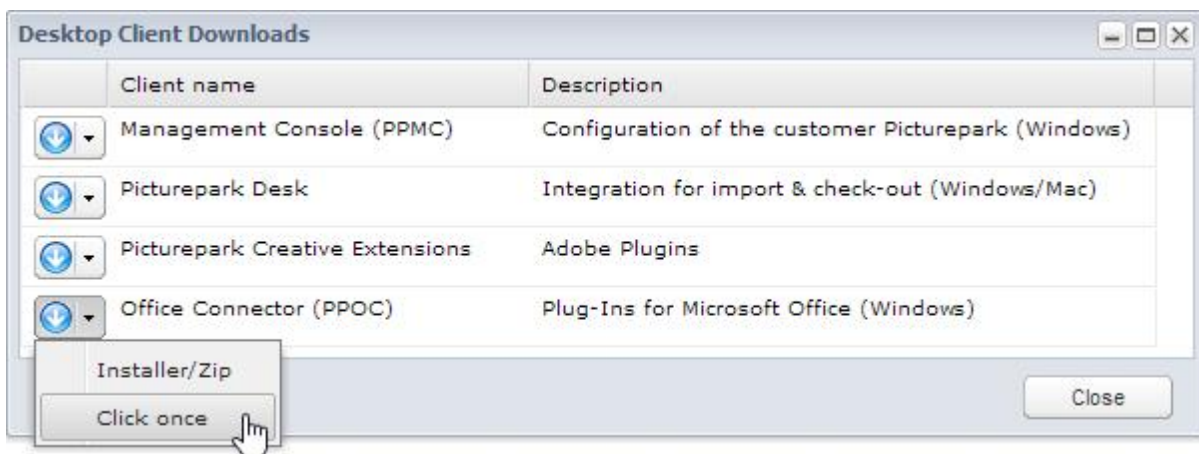 Desktop Client Downloads
Client name Description
Management Console (PPMC) Configuration of the customer Picturepark (Windows)
Picturepark Desk Integration for import & check-out (Windows/Mac)
Picturepark Creative Extensions Adobe Plugins
Office Connector (PPOC) Plug-Ins for Microsoft Office (Windows)
Installer/Zip
Click once
Close